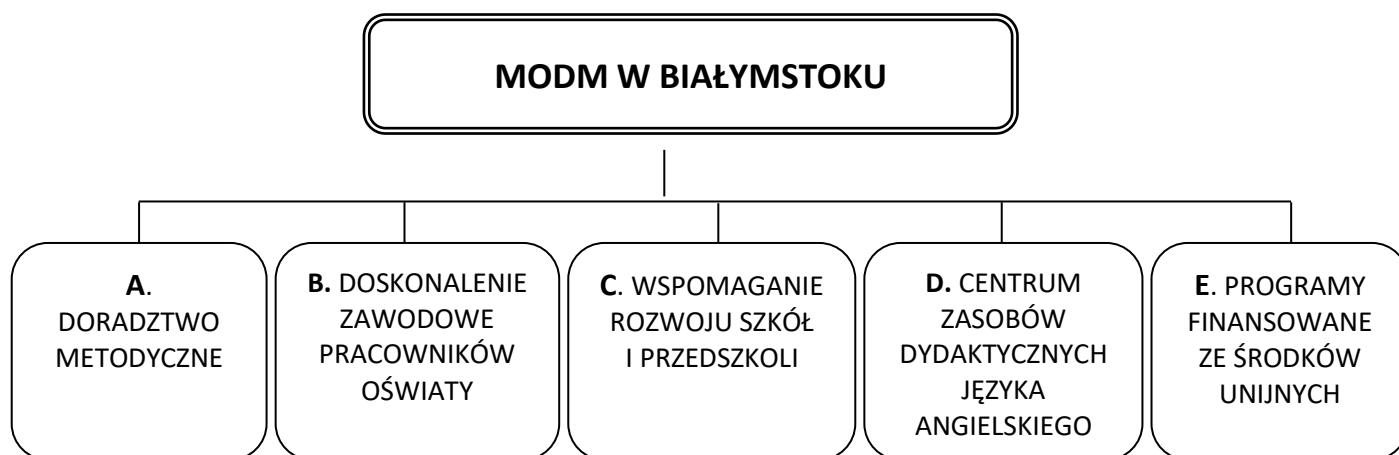 MODM W BIAŁYMSTOKU
A.
DORADZTWO
METODYCZNE
B. DOSKONALENIE
ZAWODOWE
PRACOWNIKÓW
OŚWIATY
C. WSPOMAGANIE
ROZWOJU SZKÓŁ
I PRZEDSZKOLI
D. CENTRUM
ZASOBÓW
DYDAKTYCZNYCH
JĘZYKA
ANGIELSKIEGO
E. PROGRAMY
FINANSOWANE
ZE ŚRODKÓW
UNIJNYCH